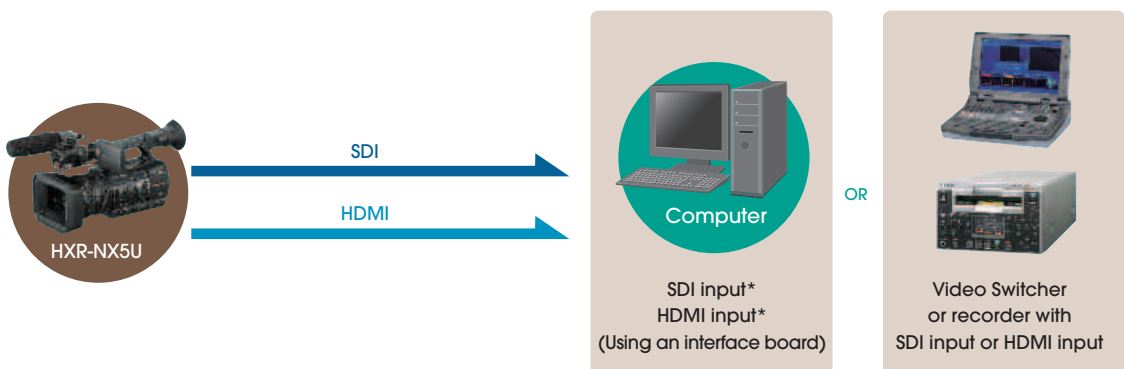 SDI
HDMI
HXR-NX5U
Computer
SDI input*
HDMI input*
(Using an interface board)
OR
Video Switcher
or recorder with
SDI input or HDMI input